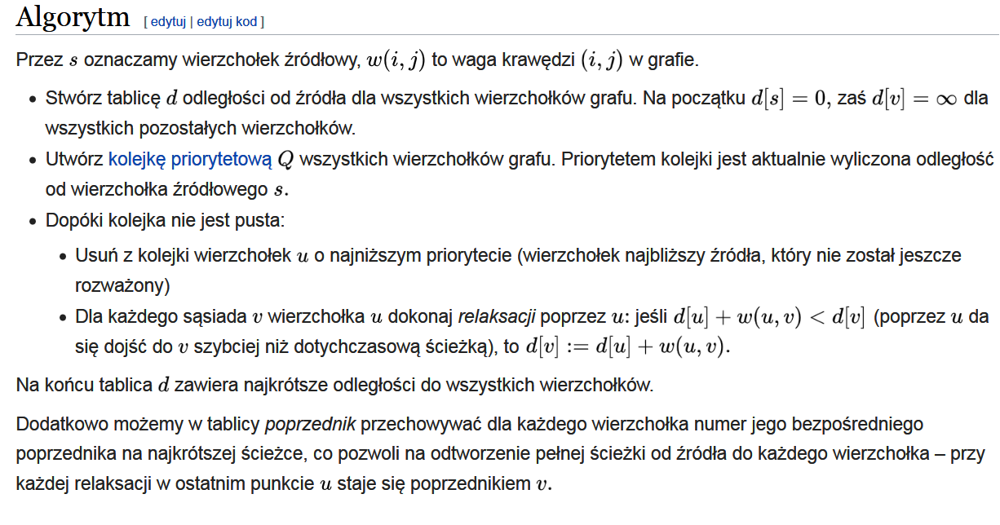 Algorytm [ edytuj | edytuj kod ]
Przez s oznaczamy wierzchołek źródłowy, w(i, j) to waga krawędzi (i, j) w grafie.
• Stwórz tablicę d odległości od źródła dla wszystkich wierzchołków grafu. Na początku d[s] = 0, zaś d[v] = ∞ dla
wszystkich pozostałych wierzchołków.
• Utwórz kolejkę priorytetową Q wszystkich wierzchołków grafu. Priorytetem kolejki jest aktualnie wyliczona odległość
od wierzchołka źródłowego s.
• Dopóki kolejka nie jest pusta:
• Usuń z kolejki wierzchołek u o najniższym priorytecie (wierzchołek najbliższy źródła, który nie został jeszcze
rozważony)
• Dla każdego sąsiada v wierzchołka u dokonaj relaksacji poprzez u: jeśli d[u] + w(u, v) < d[v] (poprzez u da
się dojść do v szybciej niż dotychczasową ścieżką), to d[v] := d[u] + w(u, v).
Na końcu tablica d zawiera najkrótsze odległości do wszystkich wierzchołków.
Dodatkowo możemy w tablicy poprzednik przechowywać dla każdego wierzchołka numer jego bezpośredniego
poprzednika na najkrótszej ścieżce, co pozwoli na odtworzenie pełnej ścieżki od źródła do każdego wierzchołka – przy
każdej relaksacji w ostatnim punkcie u staje się poprzednikiem v.